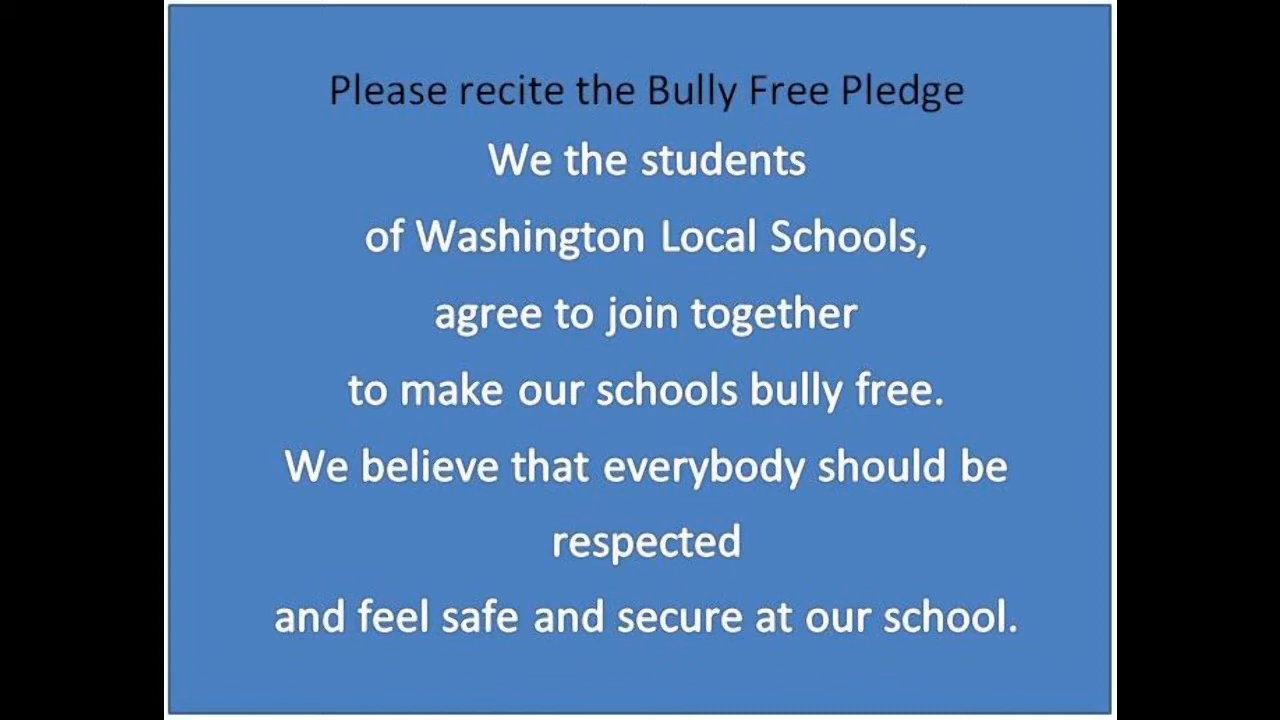 Please recite the Bully Free Pledge
We the students
of Washington Local Schools,
agree to join together
to make our schools bully free.
We believe that everybody should be
respected
and feel safe and secure at our school.